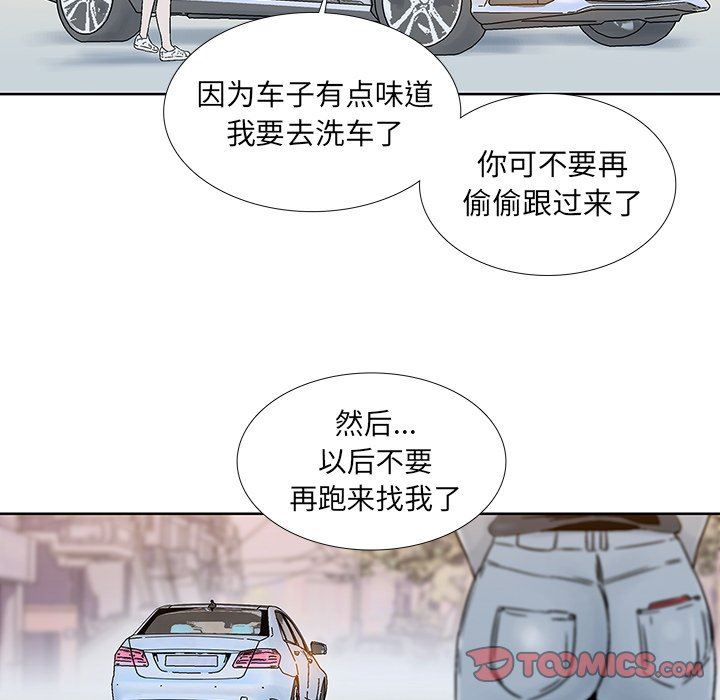 因为车子有点味道
我要去洗车了
你可不要再
偷偷跟过来了
然后...
以后不要
再跑来找我了
TOOMICS.COM